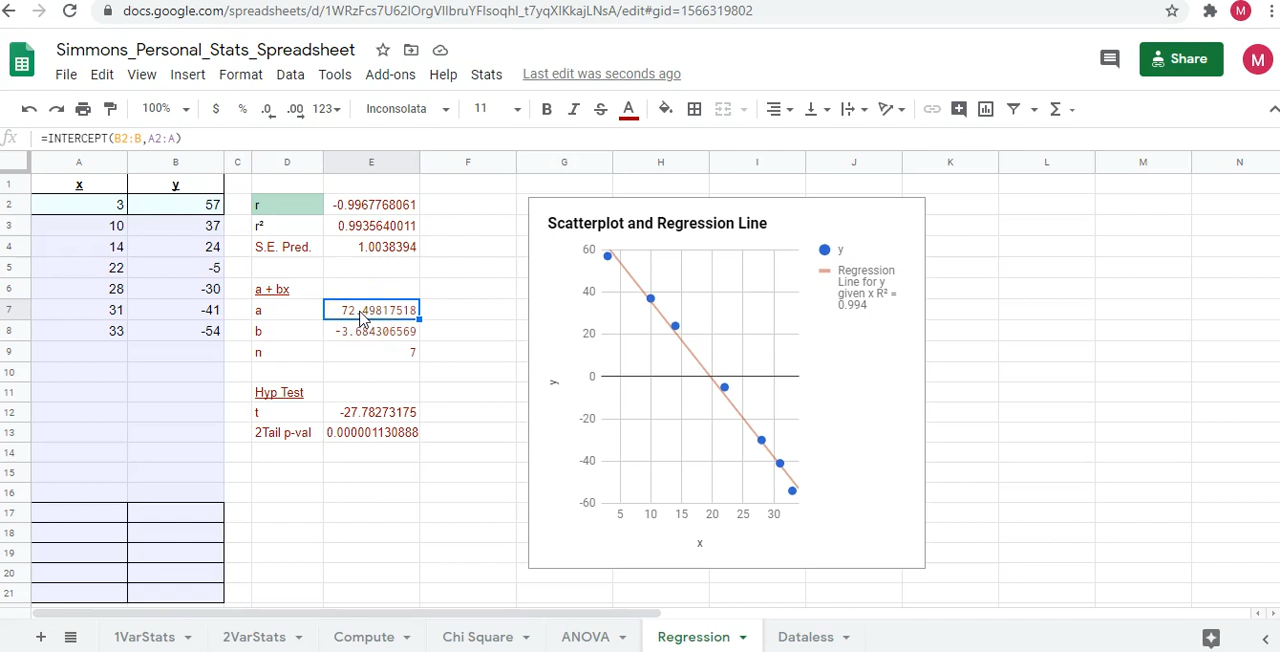 docs.google.com/spreadsheets/d/1WRzFcs7U62IOrgVIIbruYFIsoqhI_t7yqXIKkajLNsA/edit#gid=1566319802
M
Simmons_Personal_Stats_Spreadsheet
File Edit View Insert Format Data Tools Add-ons Help Stats Last edit was seconds ago
Share
M
100% $ % .0 .00 123 Inconsolata 11 B I S A Σ
fx =INTERCEPT(B2:B,A2:A)
A B C D E F G H I J K L M N
1 x y
2 3 57 r -0.9967768061
3 10 37 r² 0.9935640011
4 14 24 S.E. Pred. 1.0038394
5 22 -5
6 28 -30 a + bx
7 31 -41 a 72.49817518
8 33 -54 b -3.684306569
9 n 7
10
11 Hyp Test
12 t -27.78273175
13 2Tail p-val 0.000001130888
14
15
16
17
18
19
20
21
Scatterplot and Regression Line
60
40
20
0
-20
-40
-60
y
5 10 15 20 25 30
x
y
Regression
Line for y
given x R² =
0.994
1VarStats 2VarStats Compute Chi Square ANOVA Regression Dataless